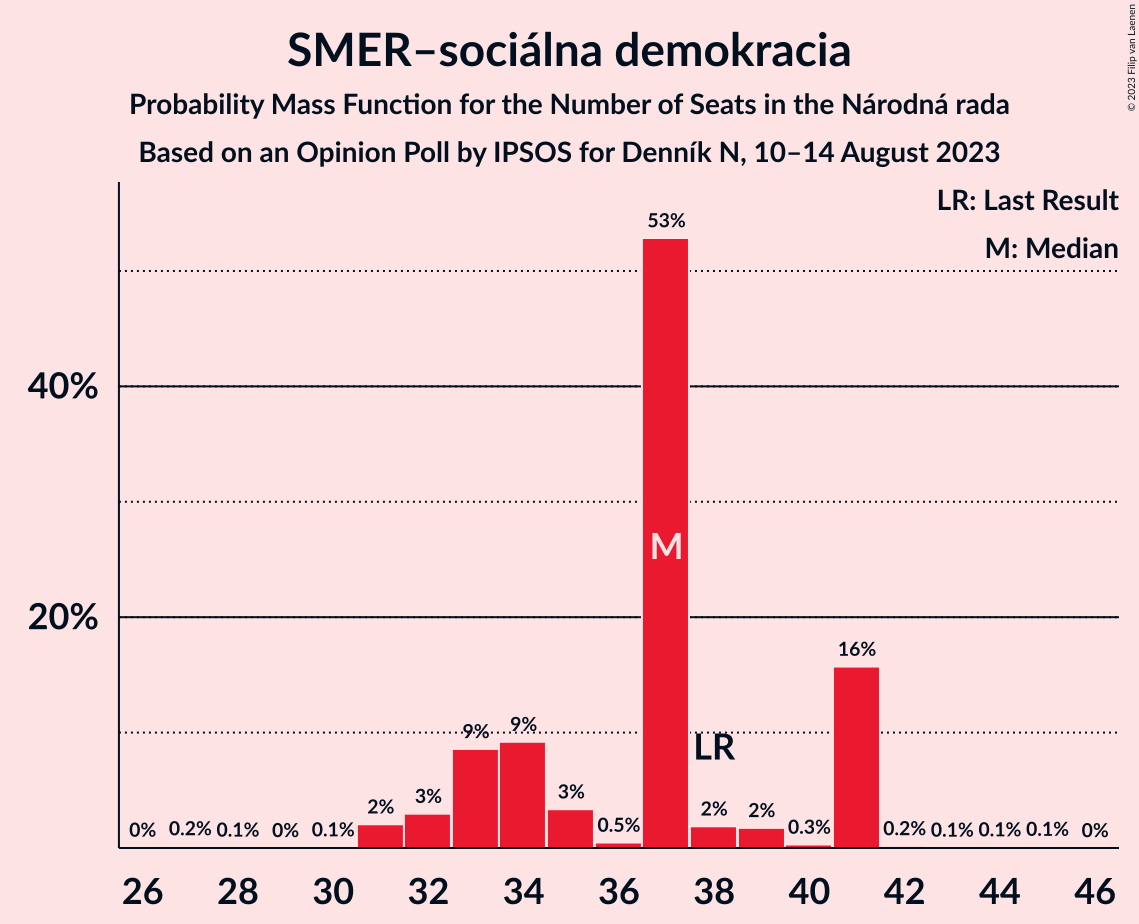 SMER–sociálna demokracia
Probability Mass Function for the Number of Seats in the Národná rada
Based on an Opinion Poll by IPSOS for Denník N, 10–14 August 2023
© 2023 Filip van Laenen
LR: Last Result
M: Median
53%
40%
M
20%
16%
9%
9%
LR
0%
0.2%
0.1%
0%
0.1%
2%
3%
3%
0.5%
2%
2%
0.3%
0.2%
0.1%
0.1%
0.1%
0%
26 28 30 32 34 36 38 40 42 44 46